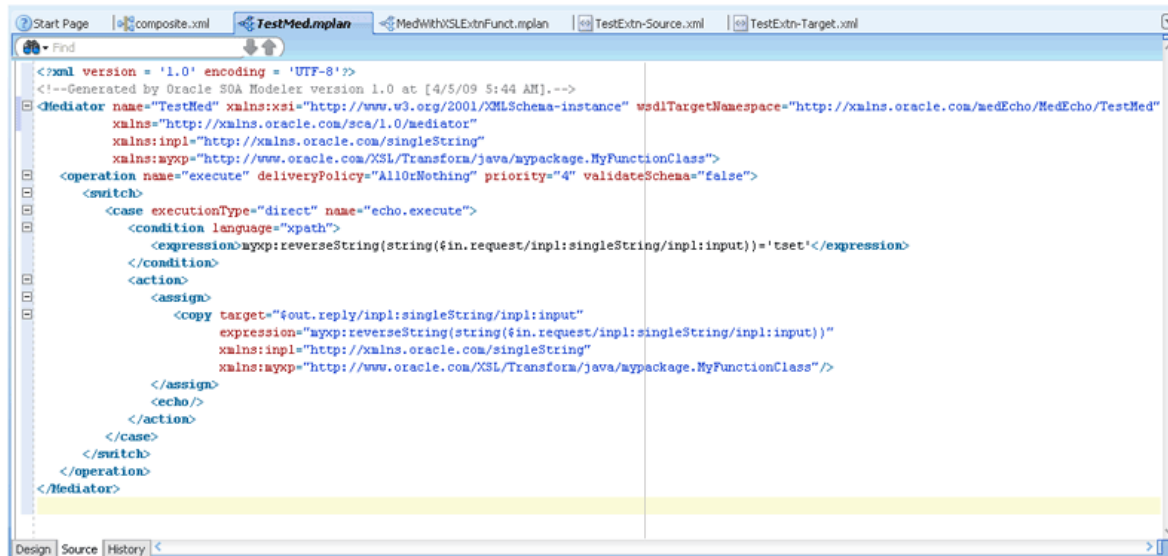 Start Page composite.xml TestMed.mplan MedWithXSLExtnFunct.mplan TestExtn-Source.xml TestExtn-Target.xml
Find
<?xml version = '1.0' encoding = 'UTF-8'?>
<!--Generated by Oracle SOA Modeler version 1.0 at [4/5/09 5:44 AM].-->
<Mediator name="TestMed" xmlns:xsi="http://www.w3.org/2001/XMLSchema-instance" wsdlTargetNamespace="http://xmlns.oracle.com/medEcho/MedEcho/TestMed"
xmlns="http://xmlns.oracle.com/sca/1.0/mediator"
xmlns:inpl="http://xmlns.oracle.com/singleString"
xmlns:myxp="http://www.oracle.com/XSL/Transform/java/mypackage.MyFunctionClass">
<operation name="execute" deliveryPolicy="AllOrNothing" priority="4" validateSchema="false">
<switch>
<case executionType="direct" name="echo.execute">
<condition language="xpath">
<expression>myxp:reverseString(string($in.request/inpl:singleString/inpl:input))='tset'</expression>
</condition>
<action>
<assign>
<copy target="$out.reply/inpl:singleString/inpl:input"
expression="myxp:reverseString(string($in.request/inpl:singleString/inpl:input))"
xmlns:inpl="http://xmlns.oracle.com/singleString"
xmlns:myxp="http://www.oracle.com/XSL/Transform/java/mypackage.MyFunctionClass"/>
</assign>
<echo/>
</action>
</case>
</switch>
</operation>
</Mediator>
Design Source History